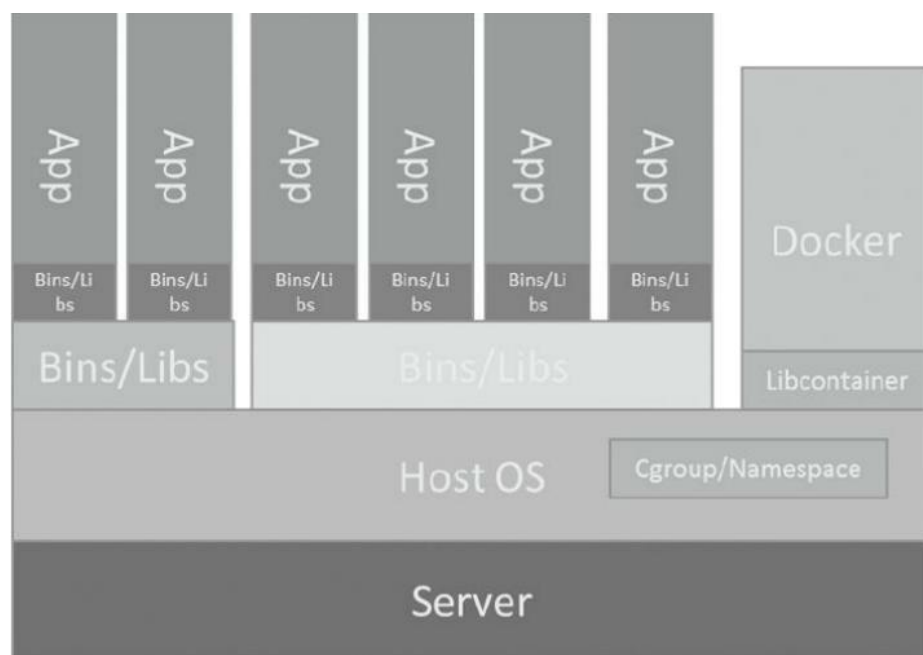 App
App
App
App
App
App
Docker
Bins/Li
bs
Bins/Li
bs
Bins/Li
bs
Bins/Li
bs
Bins/Li
bs
Bins/Li
bs
Bins/Libs
Bins/Libs
Libcontainer
Host OS
Cgroup/Namespace
Server